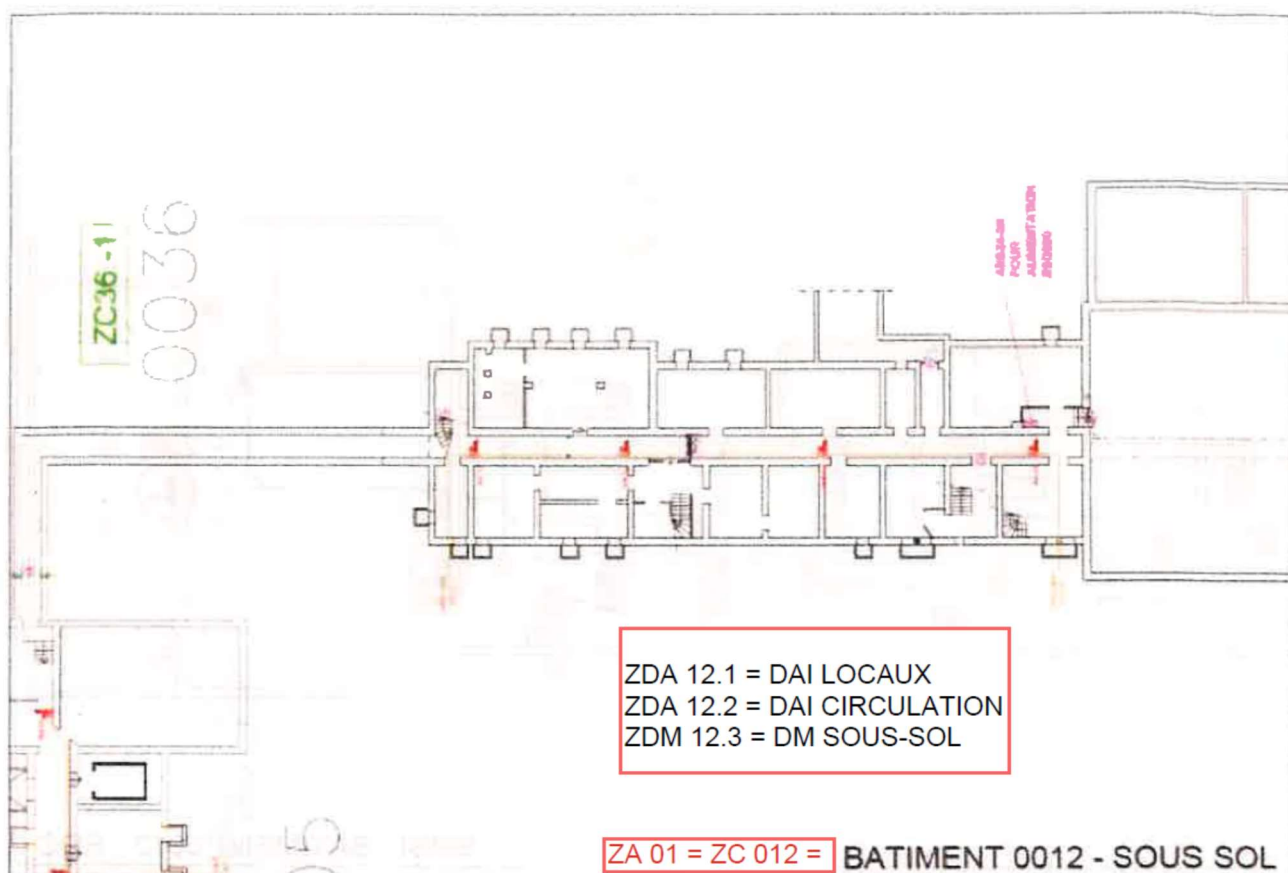 ZC36-1
0036
POUR
ZDA 12.1 = DAI LOCAUX
ZDA 12.2 = DAI CIRCULATION
ZDM 12.3 = DM SOUS-SOL
ZA 01 = ZC 012 = BATIMENT 0012 - SOUS SOL